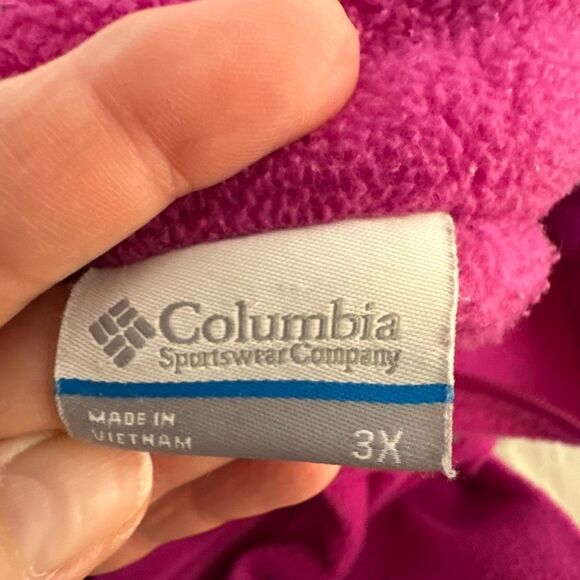 Columbia
Sportswear Company
MADE IN
VIETNAM
3X